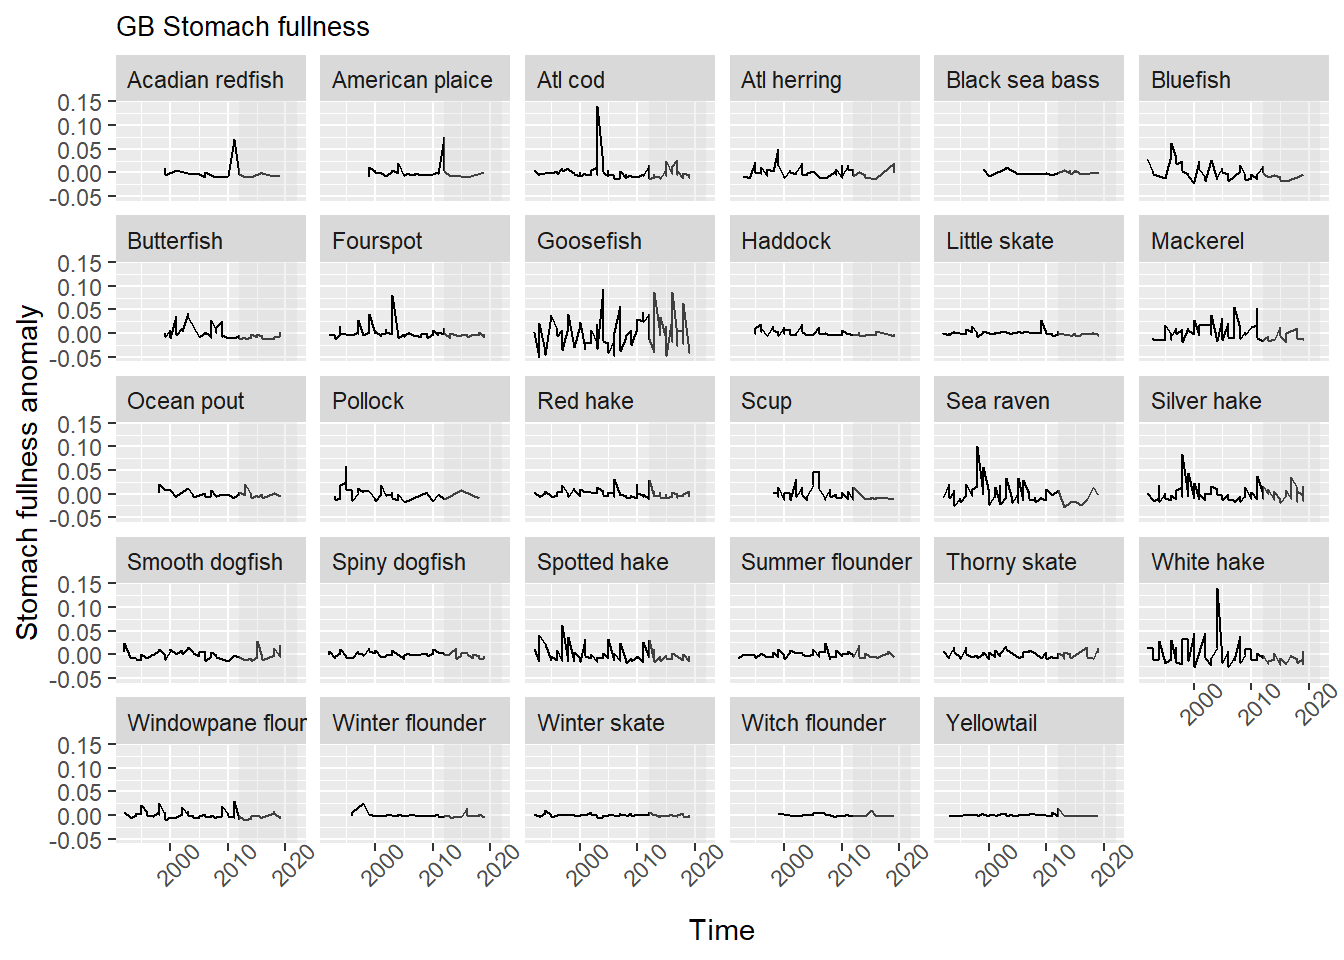 GB Stomach fullness
Acadian redfish American plaice Atl cod Atl herring Black sea bass Bluefish
0.15
0.10
0.05
0.00
-0.05
Butterfish Fourspot Goosefish Haddock Little skate Mackerel
0.15
0.10
0.05
0.00
-0.05
Ocean pout Pollock Red hake Scup Sea raven Silver hake
0.15
0.10
0.05
0.00
-0.05
Smooth dogfish Spiny dogfish Spotted hake Summer flounder Thorny skate White hake
0.15
0.10
0.05
0.00
-0.05
2000 2010 2020
Windowpane flour Winter flounder Winter skate Witch flounder Yellowtail
0.15
0.10
0.05
0.00
-0.05
2000 2010 2020 2000 2010 2020 2000 2010 2020 2000 2010 2020 2000 2010 2020
Stomach fullness anomaly
Time